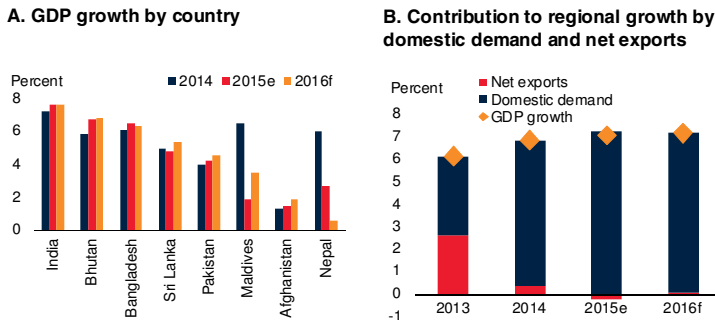 A. GDP growth by country
Percent
2014 2015e 2016f
8
6
4
2
0
India
Bhutan
Bangladesh
Sri Lanka
Pakistan
Maldives
Afghanistan
Nepal
B. Contribution to regional growth by
domestic demand and net exports
Percent
Net exports
Domestic demand
GDP growth
8
7
6
5
4
3
2
1
0
-1
2013 2014 2015e 2016f